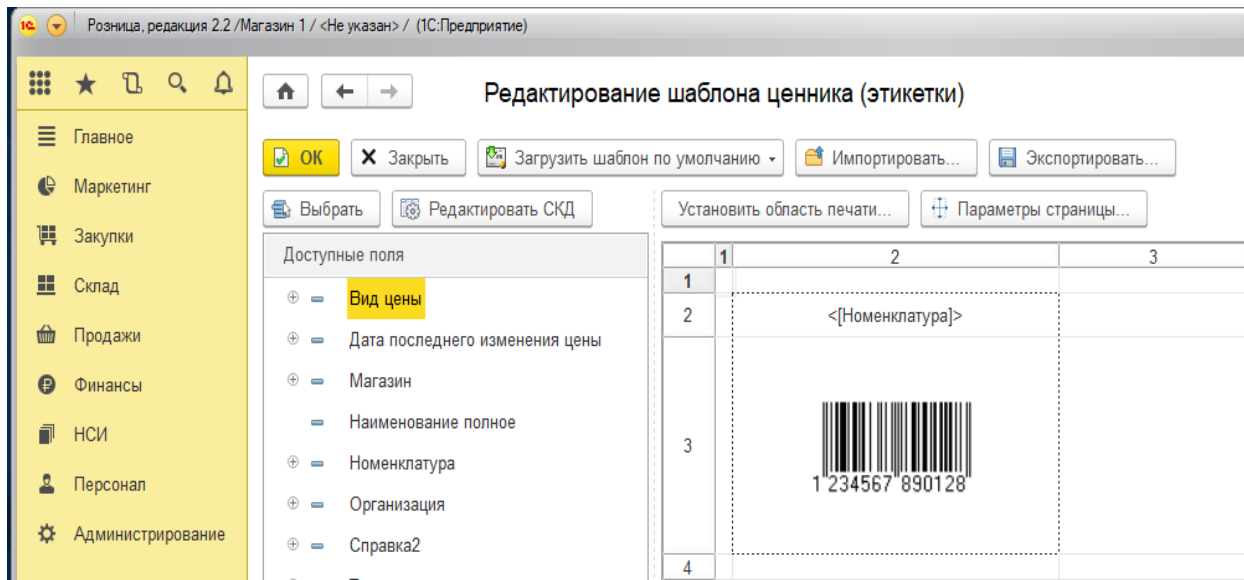 1С Розница, редакция 2.2 /Магазин 1 / <Не указан> / (1С:Предприятие)
Редактирование шаблона ценника (этикетки)
Главное
Маркетинг
Закупки
Склад
Продажи
Финансы
НСИ
Персонал
Администрирование
ОК Закрыть Загрузить шаблон по умолчанию Импортировать... Экспортировать...
Выбрать Редактировать СКД Установить область печати... Параметры страницы...
Доступные поля
Вид цены
Дата последнего изменения цены
Магазин
Наименование полное
Номенклатура
Организация
Справка2
1 2 3
1
2 <[Номенклатура]>
3
1 234567 890128
4